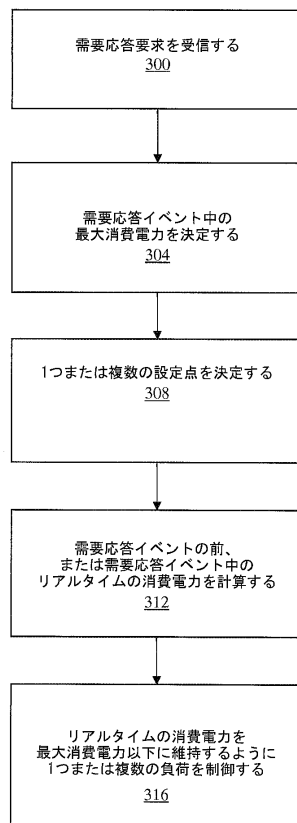 需要応答要求を受信する
300
需要応答イベント中の
最大消費電力を決定する
304
1つまたは複数の設定点を決定する
308
需要応答イベントの前、
または需要応答イベント中の
リアルタイムの消費電力を計算する
312
リアルタイムの消費電力を
最大消費電力以下に維持するように
1つまたは複数の負荷を制御する
316